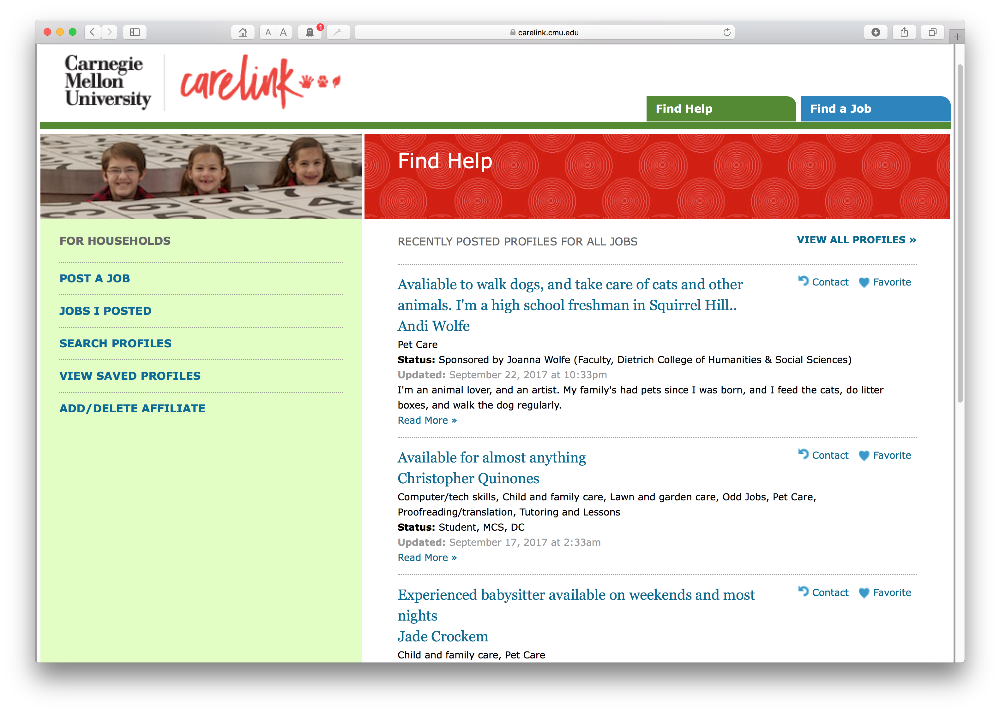 A A
1
carelink.cmu.edu
Carnegie
Mellon
University
carelink
Find Help
Find a Job
Find Help
FOR HOUSEHOLDS
POST A JOB
JOBS I POSTED
SEARCH PROFILES
VIEW SAVED PROFILES
ADD/DELETE AFFILIATE
RECENTLY POSTED PROFILES FOR ALL JOBS
VIEW ALL PROFILES »
Avaliable to walk dogs, and take care of cats and other
animals. I'm a high school freshman in Squirrel Hill..
Andi Wolfe
Contact Favorite
Pet Care
Status: Sponsored by Joanna Wolfe (Faculty, Dietrich College of Humanities & Social Sciences)
Updated: September 22, 2017 at 10:33pm
I'm an animal lover, and an artist. My family's had pets since I was born, and I feed the cats, do litter
boxes, and walk the dog regularly.
Read More »
Available for almost anything
Christopher Quinones
Contact Favorite
Computer/tech skills, Child and family care, Lawn and garden care, Odd Jobs, Pet Care,
Proofreading/translation, Tutoring and Lessons
Status: Student, MCS, DC
Updated: September 17, 2017 at 2:33am
Read More »
Experienced babysitter available on weekends and most
nights
Jade Crockem
Contact Favorite
Child and family care, Pet Care